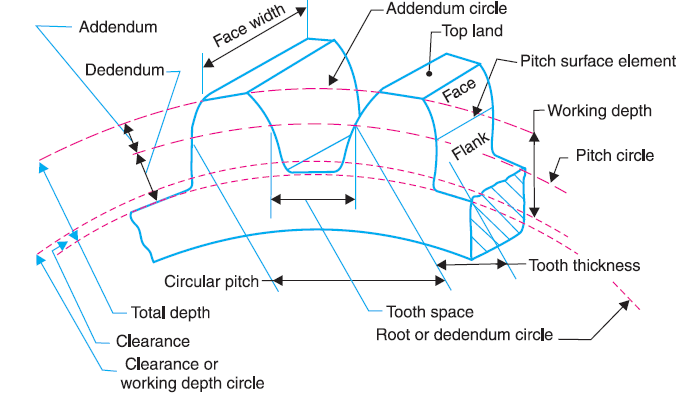 Addendum
Face width
Addendum circle
Top land
Dedendum
Pitch surface element
Face
Working depth
Flank
Pitch circle
Tooth thickness
Circular pitch
Total depth
Tooth space
Root or dedendum circle
Clearance
Clearance or
working depth circle